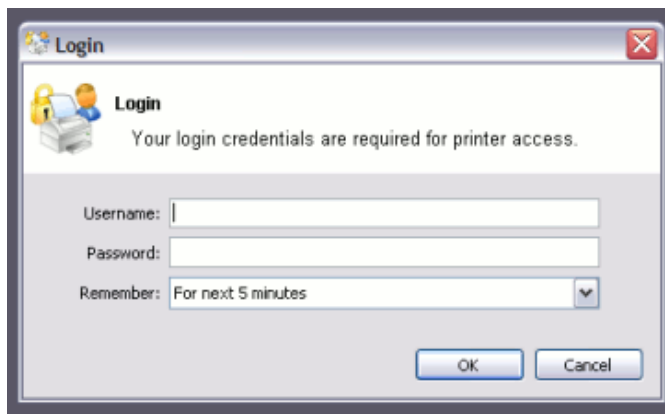 Login
Login
Your login credentials are required for printer access.
Username:
Password:
Remember: For next 5 minutes
OK Cancel